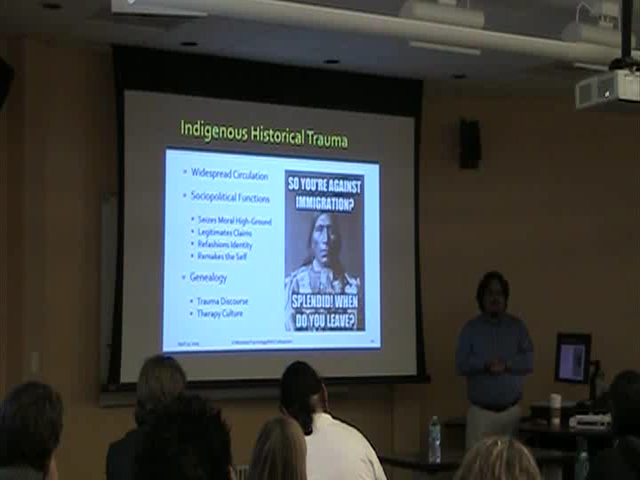 Indigenous Historical Trauma
Widespread Circulation
Sociopolitical Functions
Seizes Moral High-Ground
Legitimates Claims
Refashions Identity
Remakes the Self
Genealogy
Trauma Discourse
Therapy Culture
SO YOU'RE AGAINST
IMMIGRATION?
SPLENDID! WHEN
DO YOU LEAVE?